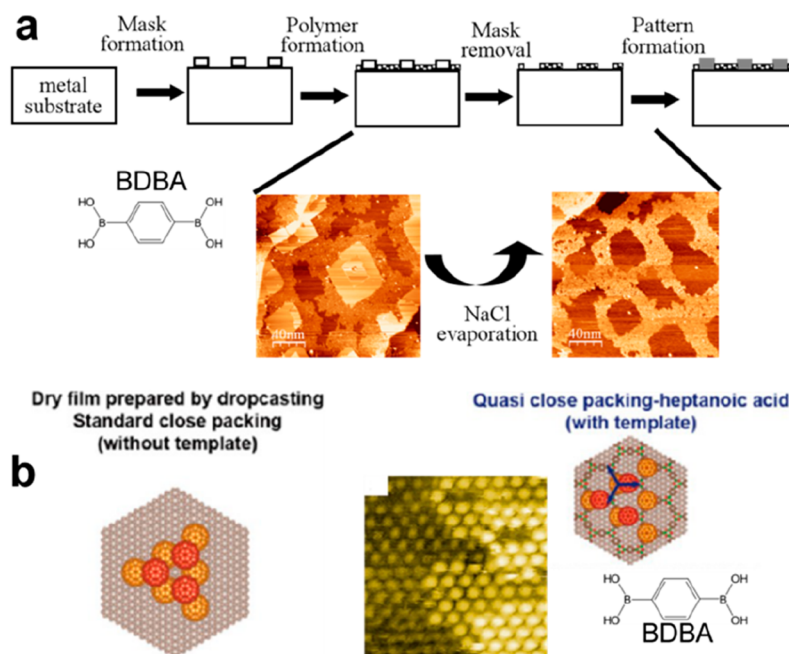 a
Mask
formation
Polymer
formation
Mask
removal
Pattern
formation
metal
substrate
BDBA
HO
OH
B
B
HO
OH
40nm
NaCl
evaporation
40nm
Dry film prepared by dropcasting
Standard close packing
(without template)
Quasi close packing-heptanoic acid
(with template)
b
HO
OH
B
B
HO
OH
BDBA